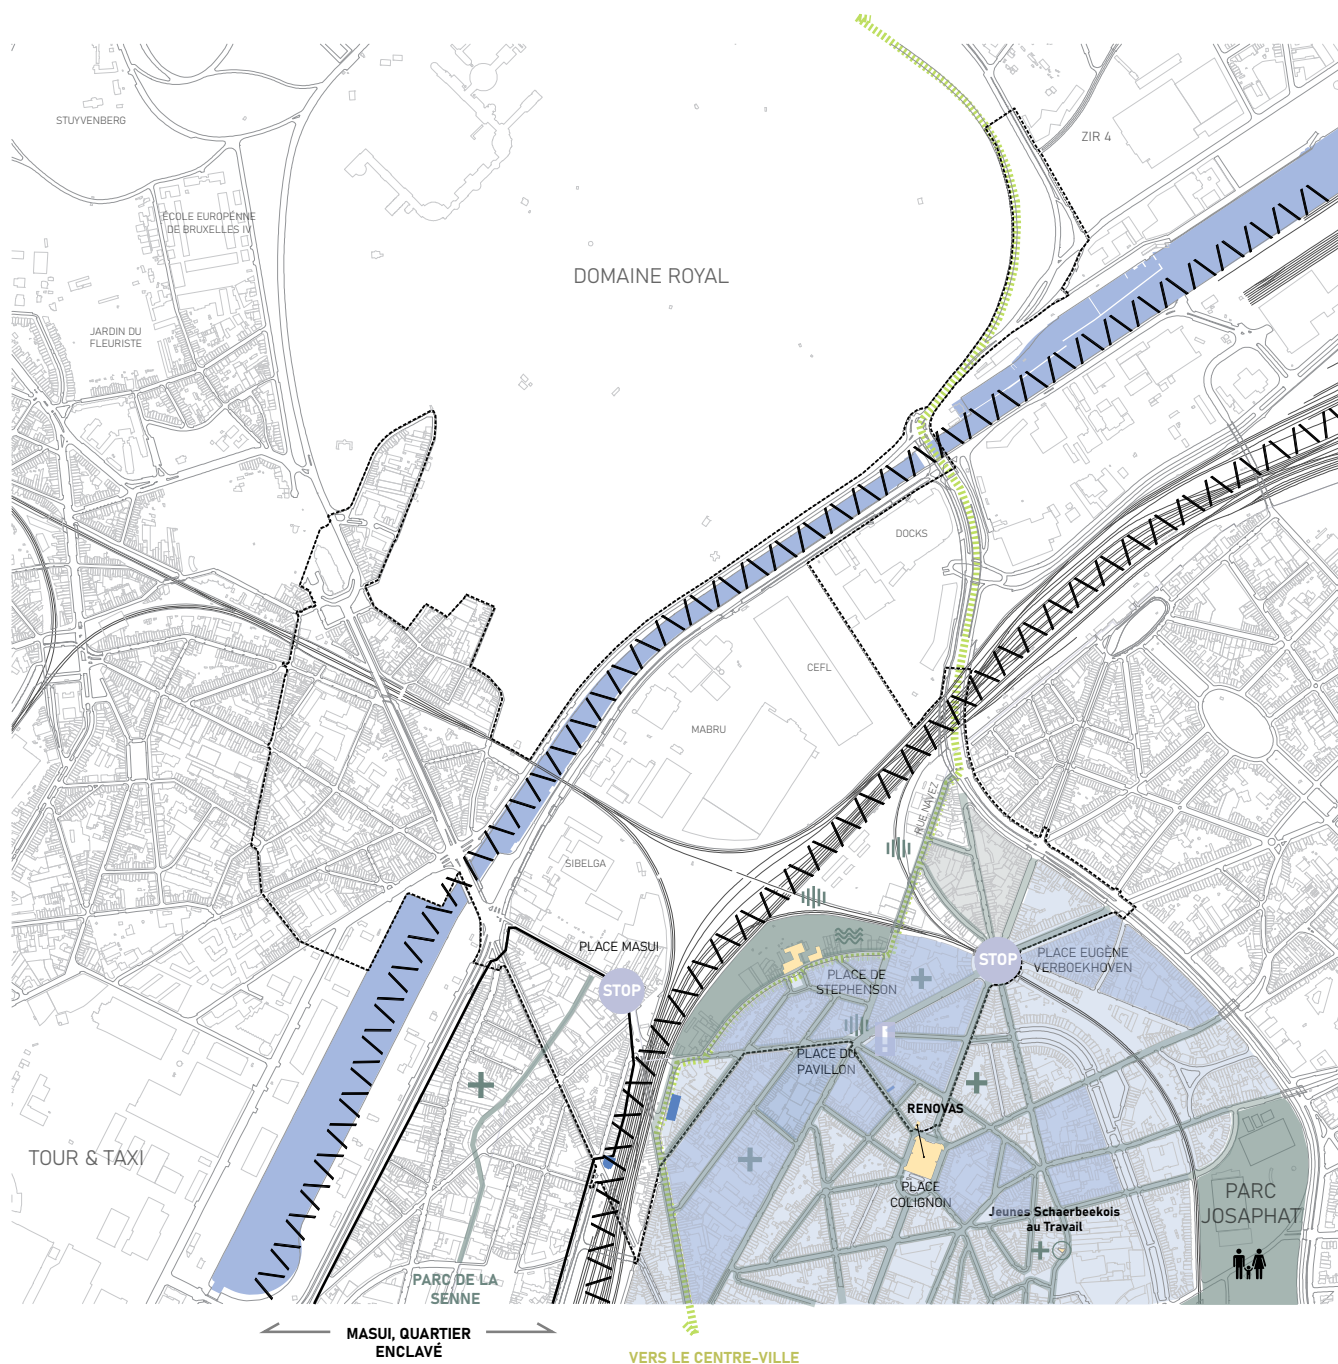 ZIR 4
STUYVENBERG
ÉCOLE EUROPÉNNE
DE BRUXELLES IV
DOMAINE ROYAL
JARDIN DU
FLEURISTE
DOCKS
CEFL
MABRU
RUE NAVEZ
SIBELGA
PLACE MASUI
STOP
PLACE DE
STEPHENSON
STOP
PLACE EUGÈNE
VERBOEKHOVEN
PLACE DU
PAVILLON
RENOVAS
TOUR & TAXI
PLACE
COLIGNON
Jeunes Schaerbeekois
au Travail
PARC
JOSAPHAT
PARC DE LA
SENNE
MASUI, QUARTIER
ENCLAVÉ
VERS LE CENTRE-VILLE